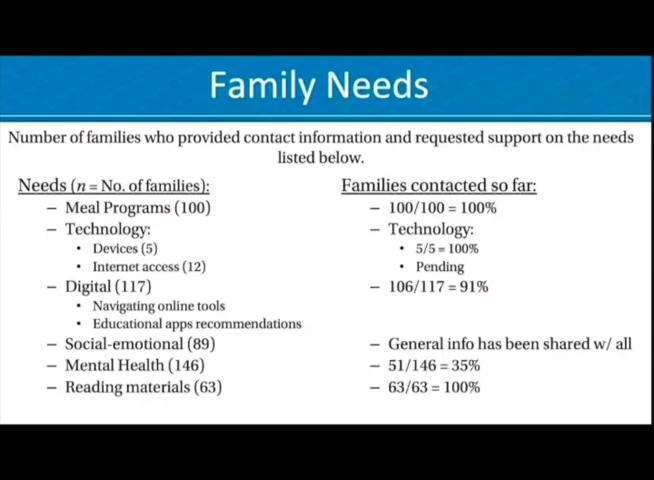 Family Needs
Number of families who provided contact information and requested support on the needs
listed below.
Needs (n = No. of families):
– Meal Programs (100)
– Technology:
• Devices (5)
• Internet access (12)
– Digital (117)
• Navigating online tools
• Educational apps recommendations
– Social-emotional (89)
– Mental Health (146)
– Reading materials (63)
Families contacted so far:
– 100/100 = 100%
– Technology:
• 5/5 = 100%
• Pending
– 106/117 = 91%
– General info has been shared w/ all
– 51/146 = 35%
– 63/63 = 100%